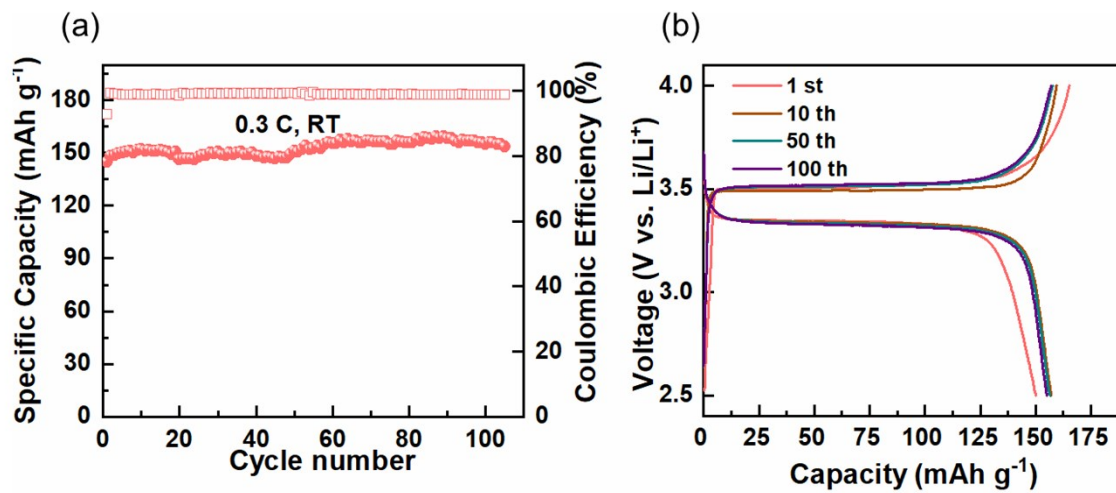 (a)
Specific Capacity (mAh g-1)
180
150
120
90
60
30
0
0.3 C, RT
100
80
60
40
20
0
Coulombic Efficiency (%)
0 20 40 60 80 100
Cycle number
(b)
Voltage (V vs. Li/Li+)
4.0
3.5
3.0
2.5
1 st
10 th
50 th
100 th
0 25 50 75 100 125 150 175
Capacity (mAh g-1)